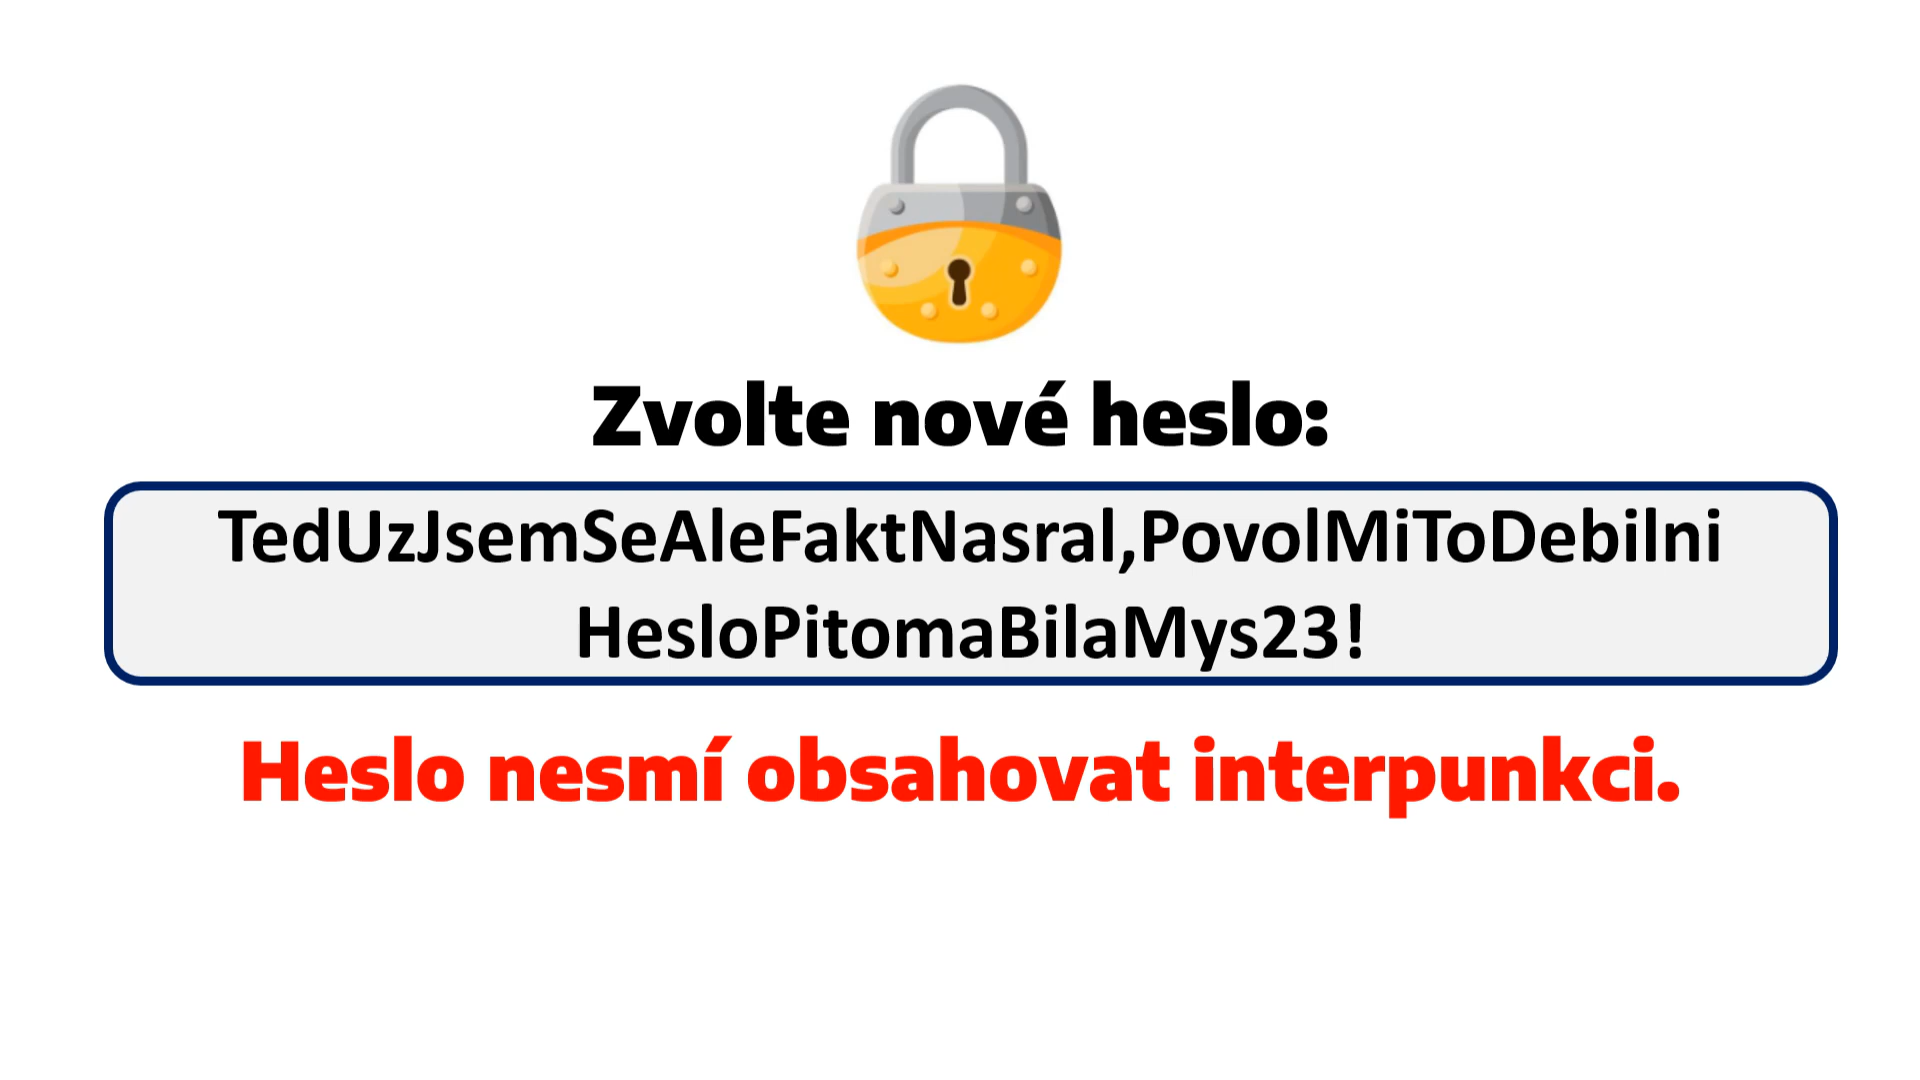 Zvolte nové heslo:
TedUzJsemSeAleFaktNasral,PovolMiToDebilni
HesloPitomaBilaMys23!
Heslo nesmí obsahovat interpunkci.